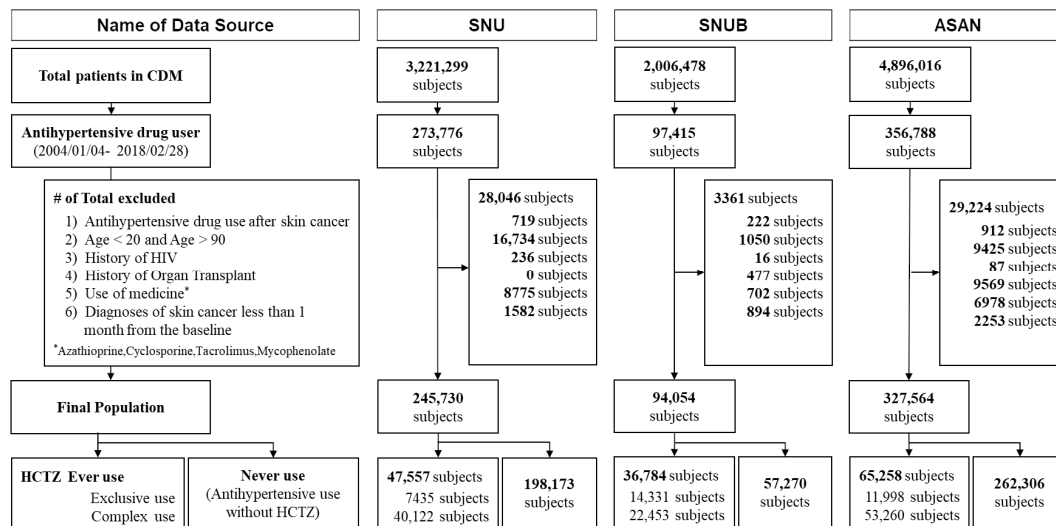 Name of Data Source
SNU
SNUB
ASAN
Total patients in CDM
3,221,299
subjects
2,006,478
subjects
4,896,016
subjects
Antihypertensive drug user
(2004/01/04- 2018/02/28)
273,776
subjects
97,415
subjects
356,788
subjects
# of Total excluded
1) Antihypertensive drug use after skin cancer
2) Age < 20 and Age > 90
3) History of HIV
4) History of Organ Transplant
5) Use of medicine*
6) Diagnoses of skin cancer less than 1
month from the baseline
*Azathioprine,Cyclosporine,Tacrolimus,Mycophenolate
28,046 subjects
719 subjects
16,734 subjects
236 subjects
0 subjects
8775 subjects
1582 subjects
3361 subjects
222 subjects
1050 subjects
16 subjects
477 subjects
702 subjects
894 subjects
29,224 subjects
912 subjects
9425 subjects
87 subjects
9569 subjects
6978 subjects
2253 subjects
Final Population
245,730
subjects
94,054
subjects
327,564
subjects
HCTZ Ever use
Exclusive use
Complex use
Never use
(Antihypertensive use
without HCTZ)
47,557 subjects
7435 subjects
40,122 subjects
198,173
subjects
36,784 subjects
14,331 subjects
22,453 subjects
57,270
subjects
65,258 subjects
11,998 subjects
53,260 subjects
262,306
subjects